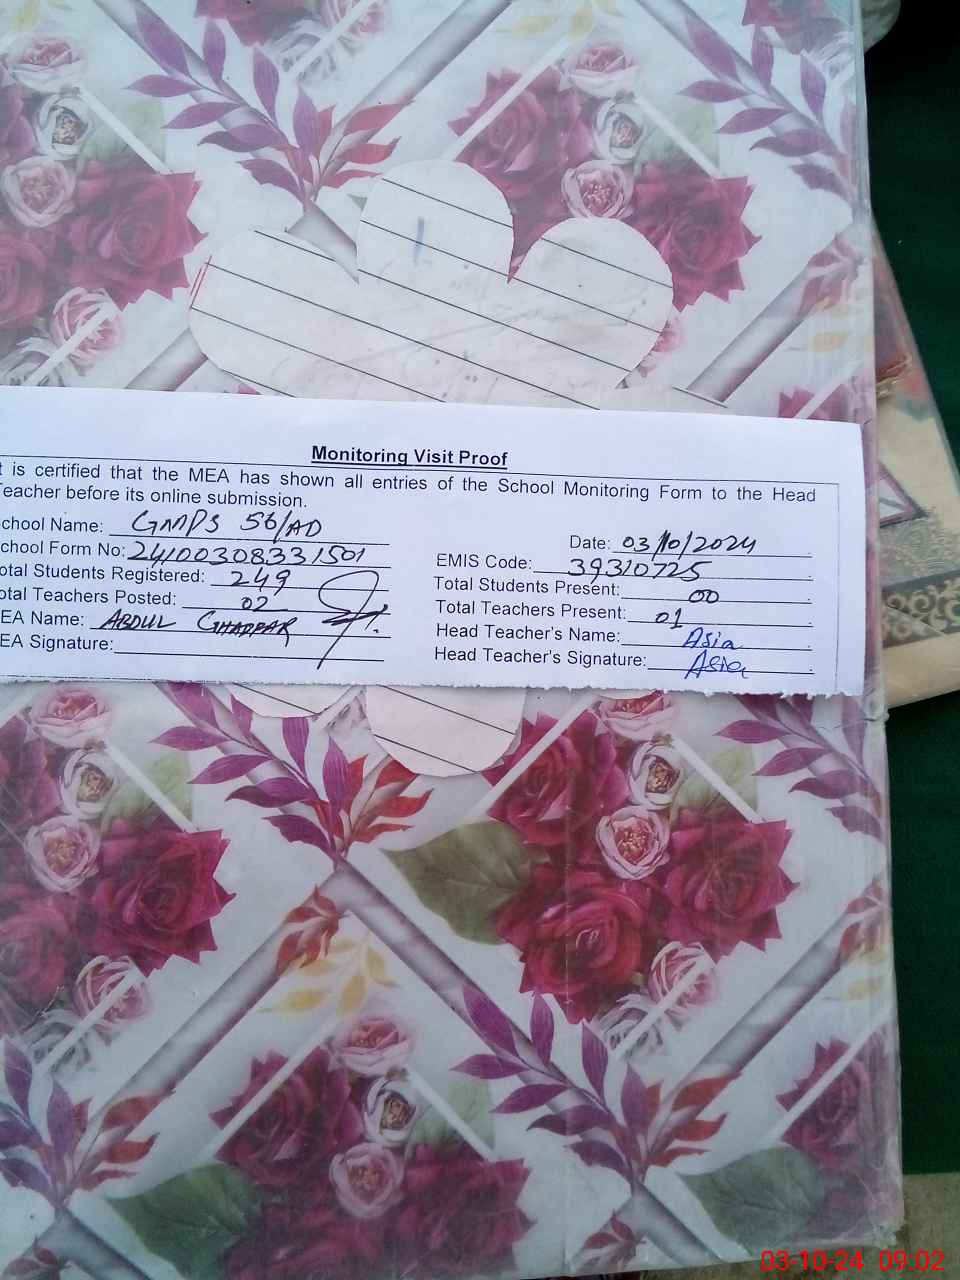 Monitoring Visit Proof
t is certified that the MEA has shown all entries of the School Monitoring Form to the Head
Teacher before its online submission.
chool Name: GMPS 56/AD
Date: 03/10/2024
chool Form No: 24100308331501
EMIS Code: 39310725
otal Students Registered: 249
Total Students Present: 00
otal Teachers Posted: 02
Total Teachers Present: 01
EA Name: ABDUL GHAFFAR
Head Teacher's Name: Asia
EA Signature:
Head Teacher's Signature: Asia
03-10-24 09:02